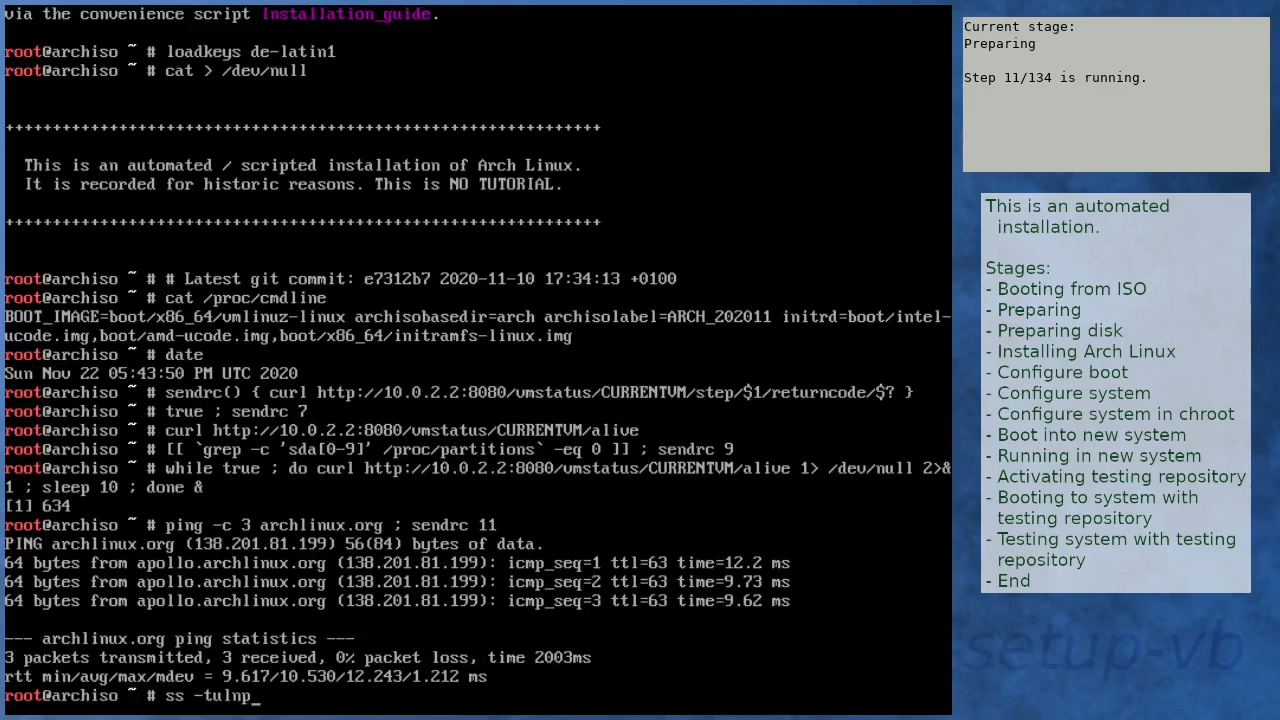 via the convenience script Installation_guide.
root@archiso ~ # loadkeys de-latin1
root@archiso ~ # cat > /dev/null
+++++++++++++++++++++++++++++++++++++++++++++++++++++++++++++++
This is an automated / scripted installation of Arch Linux.
It is recorded for historic reasons. This is NO TUTORIAL.
+++++++++++++++++++++++++++++++++++++++++++++++++++++++++++++++
root@archiso ~ # # Latest git commit: e7312b7 2020-11-10 17:34:13 +0100
root@archiso ~ # cat /proc/cmdline
BOOT_IMAGE=boot/x86_64/vmlinuz-linux archisobasedir=arch archisolabel=ARCH_202011 initrd=boot/intel-
ucode.img,boot/amd-ucode.img,boot/x86_64/initramfs-linux.img
root@archiso ~ # date
Sun Nov 22 05:43:50 PM UTC 2020
root@archiso ~ # sendrc() { curl http://10.0.2.2:8080/vmstatus/CURRENTVM/step/$1/returncode/$? }
root@archiso ~ # true ; sendrc 7
root@archiso ~ # curl http://10.0.2.2:8080/vmstatus/CURRENTVM/alive
root@archiso ~ # [[ `grep -c 'sda[0-9]' /proc/partitions` -eq 0 ]] ; sendrc 9
root@archiso ~ # while true ; do curl http://10.0.2.2:8080/vmstatus/CURRENTVM/alive 1> /dev/null 2>&
1 ; sleep 10 ; done &
[1] 634
root@archiso ~ # ping -c 3 archlinux.org ; sendrc 11
PING archlinux.org (138.201.81.199) 56(84) bytes of data.
64 bytes from apollo.archlinux.org (138.201.81.199): icmp_seq=1 ttl=63 time=12.2 ms
64 bytes from apollo.archlinux.org (138.201.81.199): icmp_seq=2 ttl=63 time=9.73 ms
64 bytes from apollo.archlinux.org (138.201.81.199): icmp_seq=3 ttl=63 time=9.62 ms
--- archlinux.org ping statistics ---
3 packets transmitted, 3 received, 0% packet loss, time 2003ms
rtt min/avg/max/mdev = 9.617/10.530/12.243/1.212 ms
root@archiso ~ # ss -tulnp_
Current stage:
Preparing
Step 11/134 is running.
This is an automated
installation.
Stages:
- Booting from ISO
- Preparing
- Preparing disk
- Installing Arch Linux
- Configure boot
- Configure system
- Configure system in chroot
- Boot into new system
- Running in new system
- Activating testing repository
- Booting to system with
testing repository
- Testing system with testing
repository
- End
setup-vb